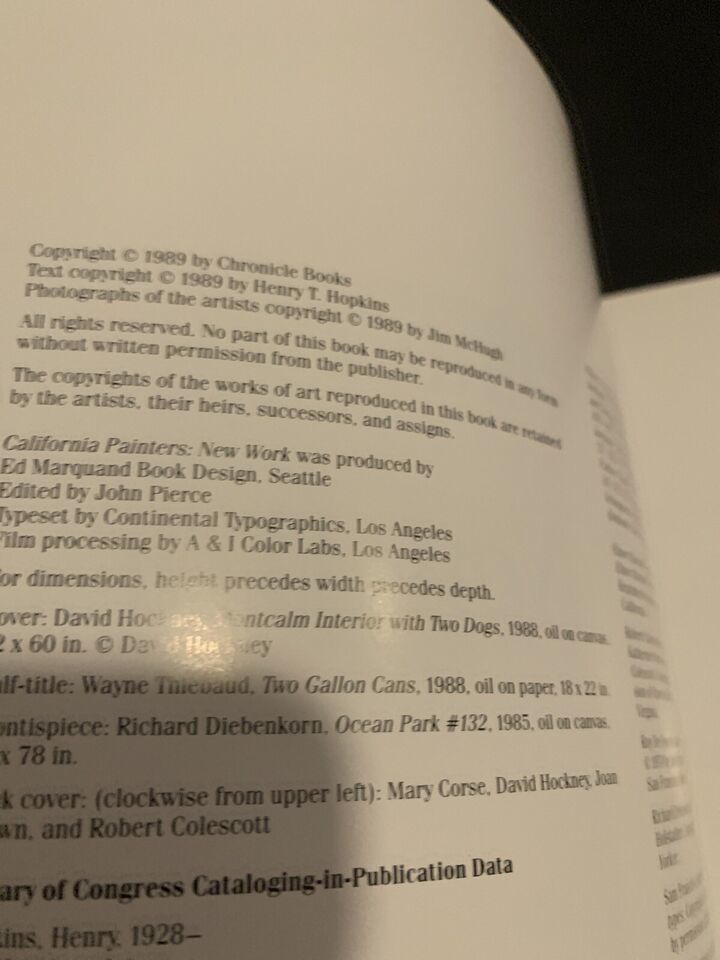 Copyright © 1989 by Chronicle Books
Text copyright © 1989 by Henry T. Hopkins
Photographs of the artists copyright © 1989 by Jim McHugh
All rights reserved. No part of this book may be reproduced in any form
without written permission from the publisher.
The copyrights of the works of art reproduced in this book are retained
by the artists, their heirs, successors, and assigns.
California Painters: New Work was produced by
Ed Marquand Book Design, Seattle
Edited by John Pierce
Typeset by Continental Typographics, Los Angeles
Film processing by A & I Color Labs, Los Angeles
or dimensions, height precedes width precedes depth.
over: David Hockney, Montcalm Interior with Two Dogs, 1988, oil on canvas,
2 x 60 in. © David Hockney
lf-title: Wayne Thiebaud, Two Gallon Cans, 1988, oil on paper, 18 x 22 in.
ontispiece: Richard Diebenkorn, Ocean Park #132, 1985, oil on canvas,
x 78 in.
k cover: (clockwise from upper left): Mary Corse, David Hockney, Joan
wn, and Robert Colescott
ary of Congress Cataloging-in-Publication Data
kins, Henry, 1928–